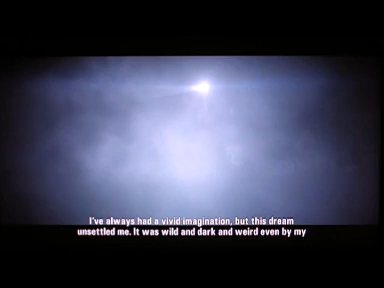 I've always had a vivid imagination, but this dream
unsettled me. It was wild and dark and weird even by my